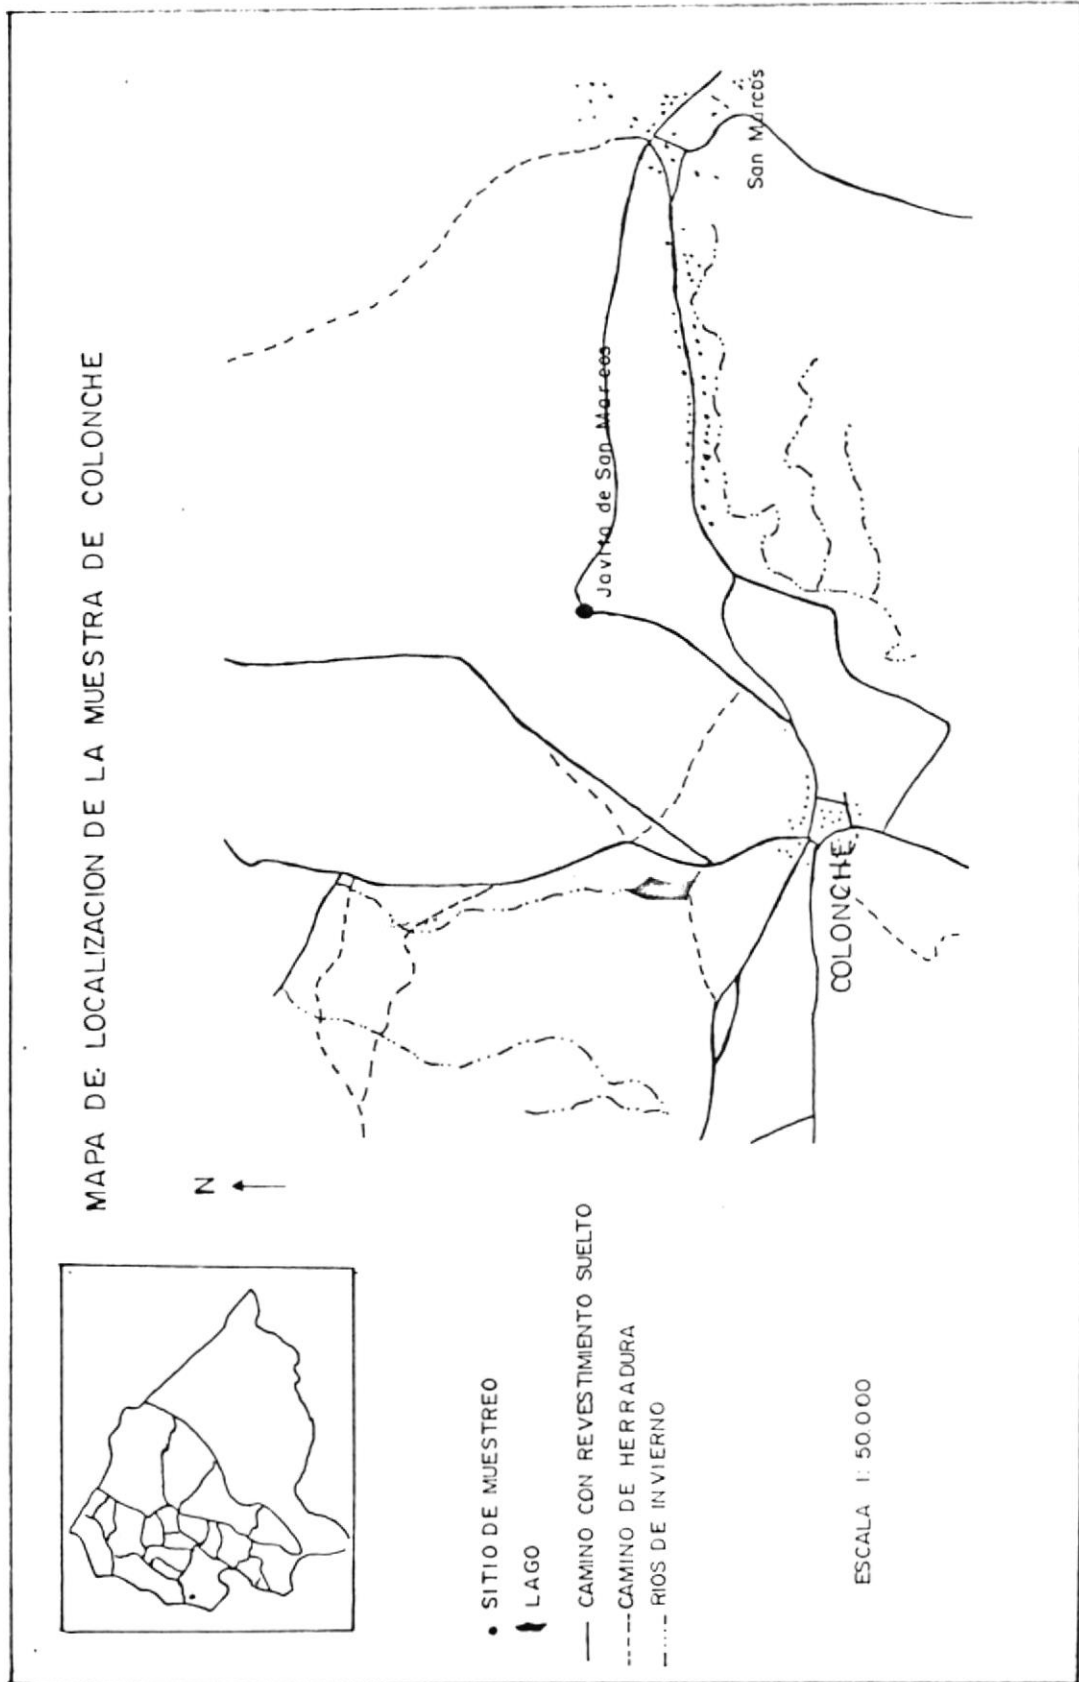 MAPA DE LOCALIZACION DE LA MUESTRA DE COLONCHE
N
San Marcos
Javita de San Marcos
COLONCHE
SITIO DE MUESTREO
LAGO
CAMINO CON REVESTIMIENTO SUELTO
CAMINO DE HERRADURA
RIOS DE INVIERNO
ESCALA 1: 50.000